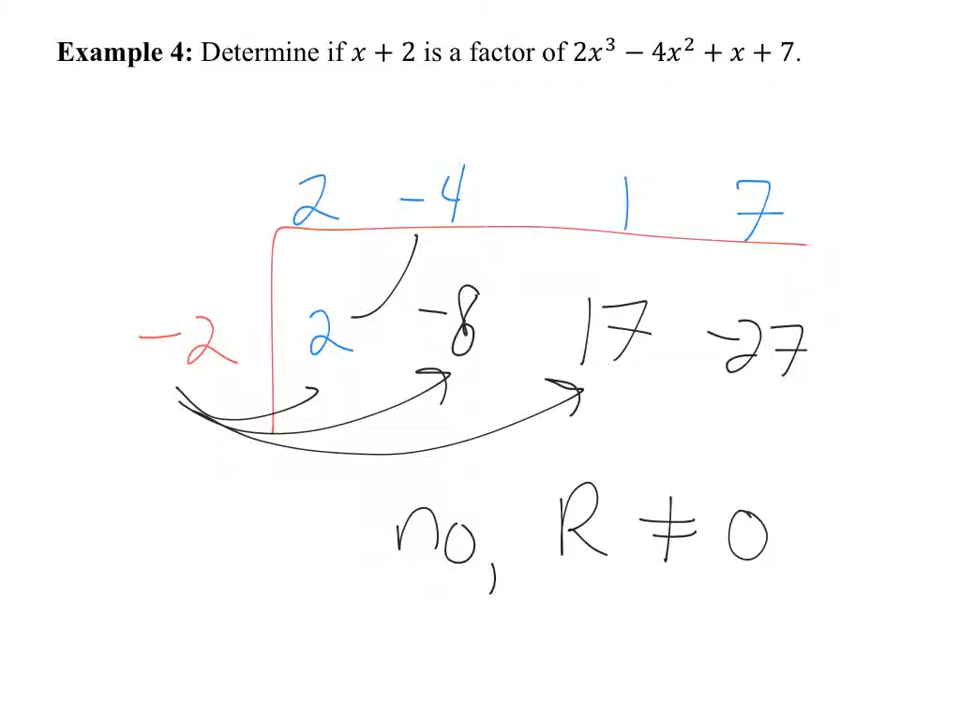 Example 4: Determine if x + 2 is a factor of 2x³ − 4x² + x + 7.
2 -4 1 7
-2 2 -8 17 -27
no, R ≠ 0